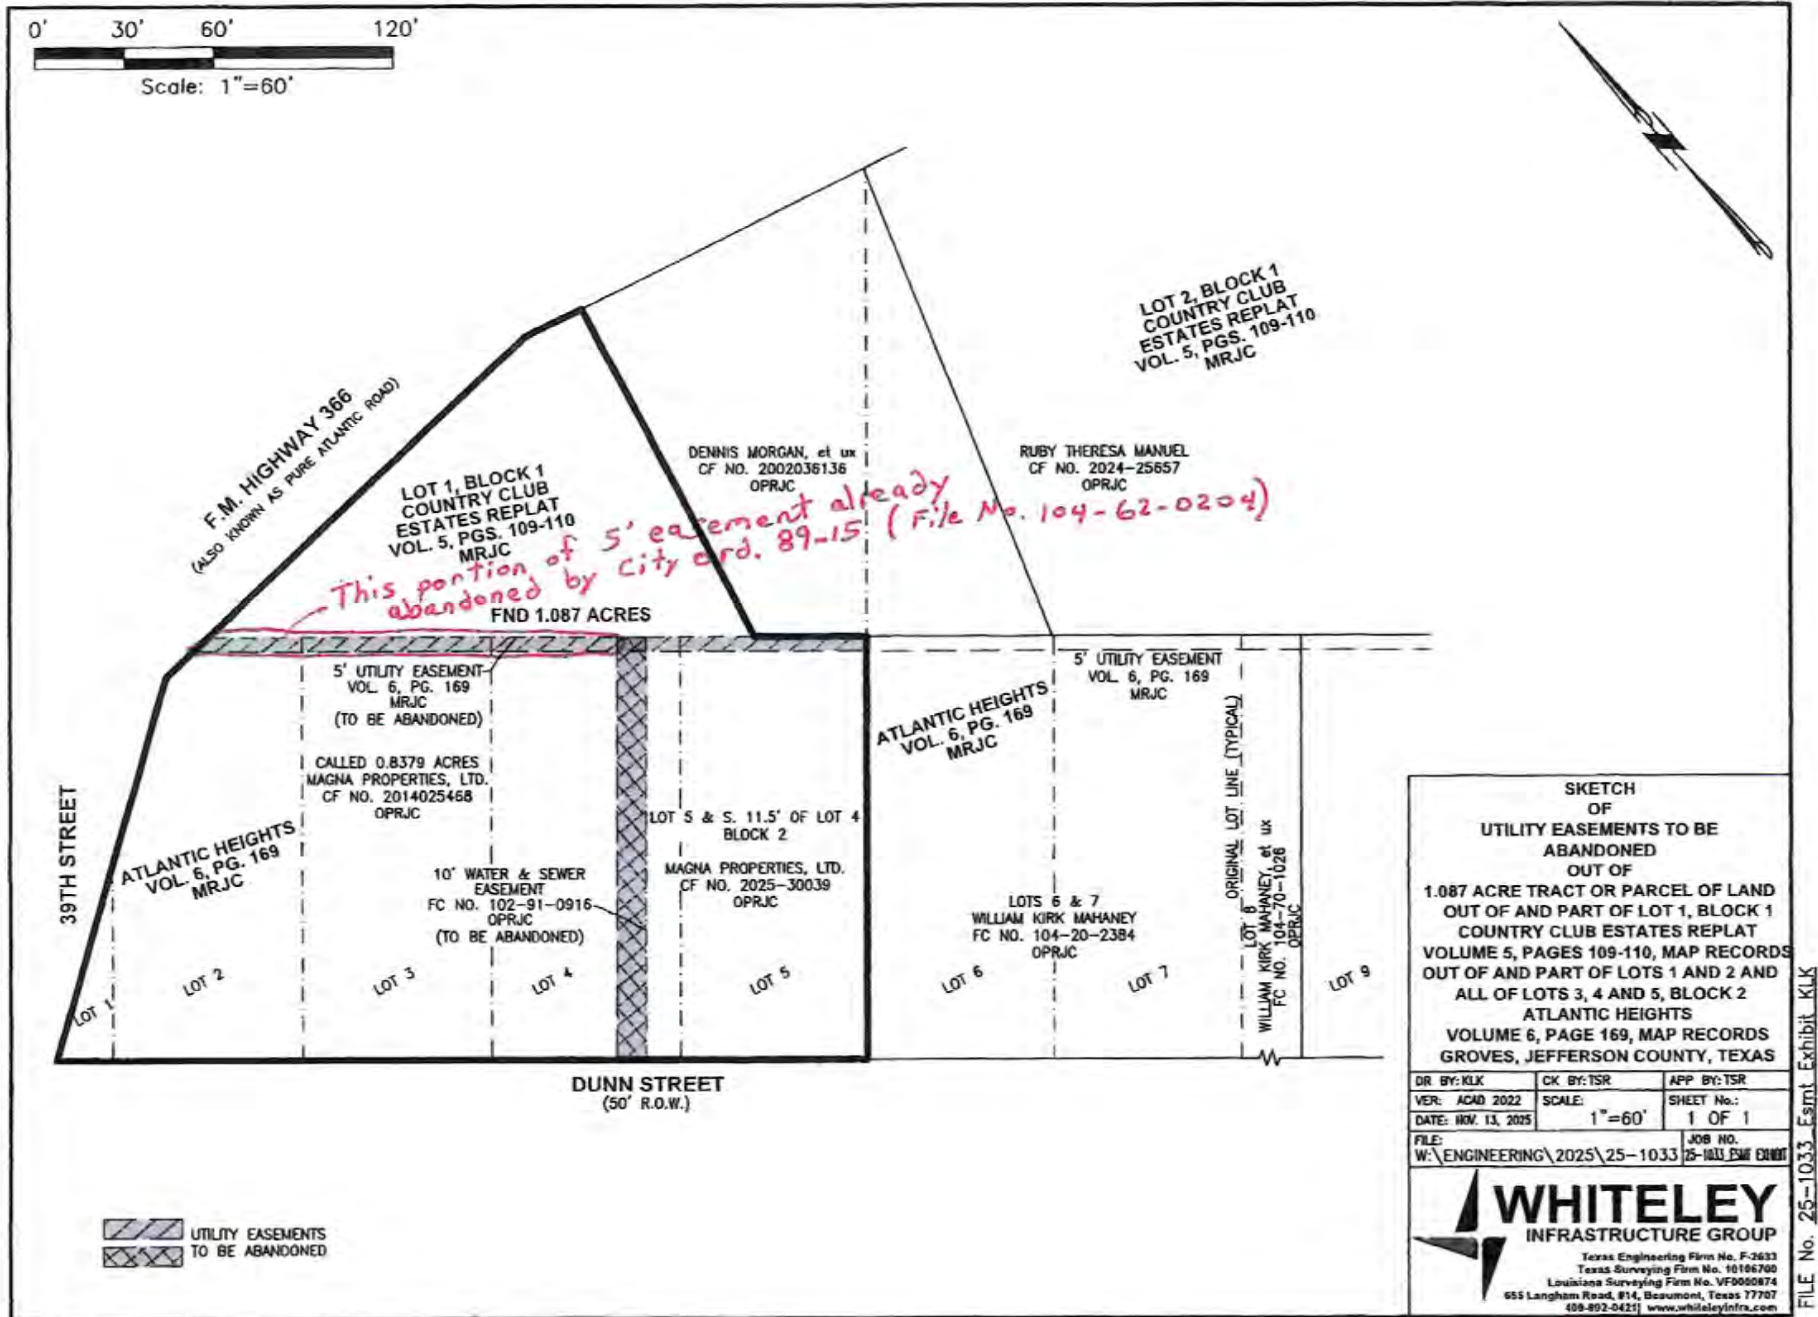 0' 30' 60' 120'
Scale: 1"=60'
LOT 2, BLOCK 1
COUNTRY CLUB
ESTATES REPLAT
VOL. 5, PGS. 109-110
MRJC
F.M. HIGHWAY 366
(ALSO KNOWN AS PURE ATLANTIC ROAD)
LOT 1, BLOCK 1
COUNTRY CLUB
ESTATES REPLAT
VOL. 5, PGS. 109-110
MRJC
DENNIS MORGAN, et ux
CF NO. 2002036136
OPRJC
RUBY THERESA MANUEL
CF NO. 2024-25657
OPRJC
This portion of 5' easement already
abandoned by City ord. 89-15 (File No. 104-62-0204)
FND 1.087 ACRES
5' UTILITY EASEMENT
VOL. 6, PG. 169
MRJC
(TO BE ABANDONED)
5' UTILITY EASEMENT
VOL. 6, PG. 169
MRJC
CALLED 0.8379 ACRES
MAGNA PROPERTIES, LTD.
CF NO. 2014025468
OPRJC
ATLANTIC HEIGHTS
VOL. 6, PG. 169
MRJC
ATLANTIC HEIGHTS
VOL. 6, PG. 169
MRJC
39TH STREET
LOT 5 & S. 11.5' OF LOT 4
BLOCK 2
MAGNA PROPERTIES, LTD.
CF NO. 2025-30039
OPRJC
10' WATER & SEWER
EASEMENT
FC NO. 102-91-0916
OPRJC
(TO BE ABANDONED)
LOTS 6 & 7
WILLIAM KIRK MAHANEY
FC NO. 104-20-2384
OPRJC
ORIGINAL LOT LINE (TYPICAL)
LOT 8
WILLIAM KIRK MAHANEY, et ux
FC NO. 104-70-1026
OPRJC
LOT 1
LOT 2
LOT 3
LOT 4
LOT 5
LOT 6
LOT 7
LOT 9
DUNN STREET
(50' R.O.W.)
UTILITY EASEMENTS
TO BE ABANDONED
SKETCH
OF
UTILITY EASEMENTS TO BE
ABANDONED
OUT OF
1.087 ACRE TRACT OR PARCEL OF LAND
OUT OF AND PART OF LOT 1, BLOCK 1
COUNTRY CLUB ESTATES REPLAT
VOLUME 5, PAGES 109-110, MAP RECORDS
OUT OF AND PART OF LOTS 1 AND 2 AND
ALL OF LOTS 3, 4 AND 5, BLOCK 2
ATLANTIC HEIGHTS
VOLUME 6, PAGE 169, MAP RECORDS
GROVES, JEFFERSON COUNTY, TEXAS
DR BY: KLK CK BY: TSR APP BY: TSR
VER: ACAD 2022 SCALE: SHEET No.:
DATE: NOV. 13, 2025 1"=60' 1 OF 1
FILE: JOB NO.
W:\ENGINEERING\2025\25-1033 25-1033_ESMT EXHIBIT
WHITELEY
INFRASTRUCTURE GROUP
Texas Engineering Firm No. F-2633
Texas Surveying Firm No. 10106700
Louisiana Surveying Firm No. VF0000874
655 Langham Road, #14, Beaumont, Texas 77707
409-892-0421| www.whiteleyinfra.com
FILE No. 25-1033_Esmt Exhibit_KLK